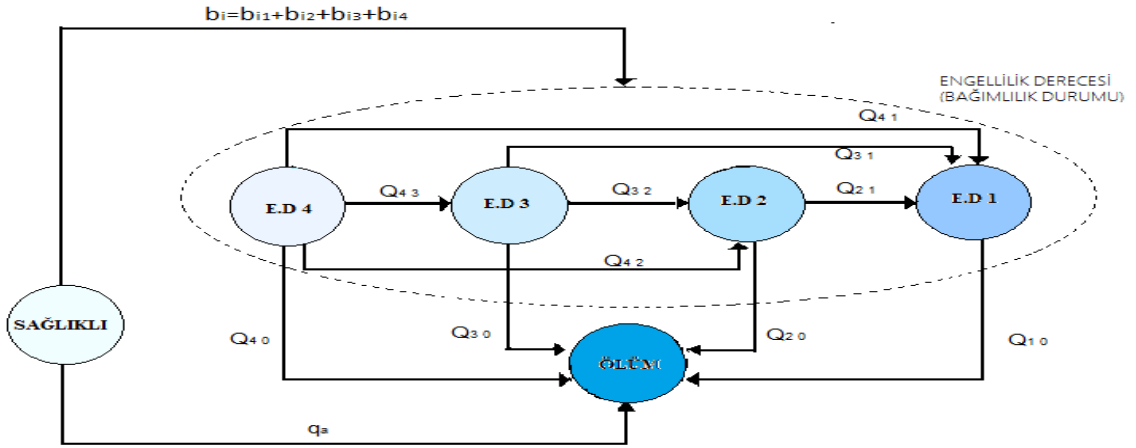 bi=bi1+bi2+bi3+bi4
ENGELLİLİK DERECESİ
(BAĞIMLILIK DURUMU)
Q4 1
Q3 1
E.D 4
Q4 3
E.D 3
Q3 2
E.D 2
Q2 1
E.D 1
Q4 2
SAĞLIKLI
Q4 0
Q3 0
ÖLÜM
Q2 0
Q1 0
qa